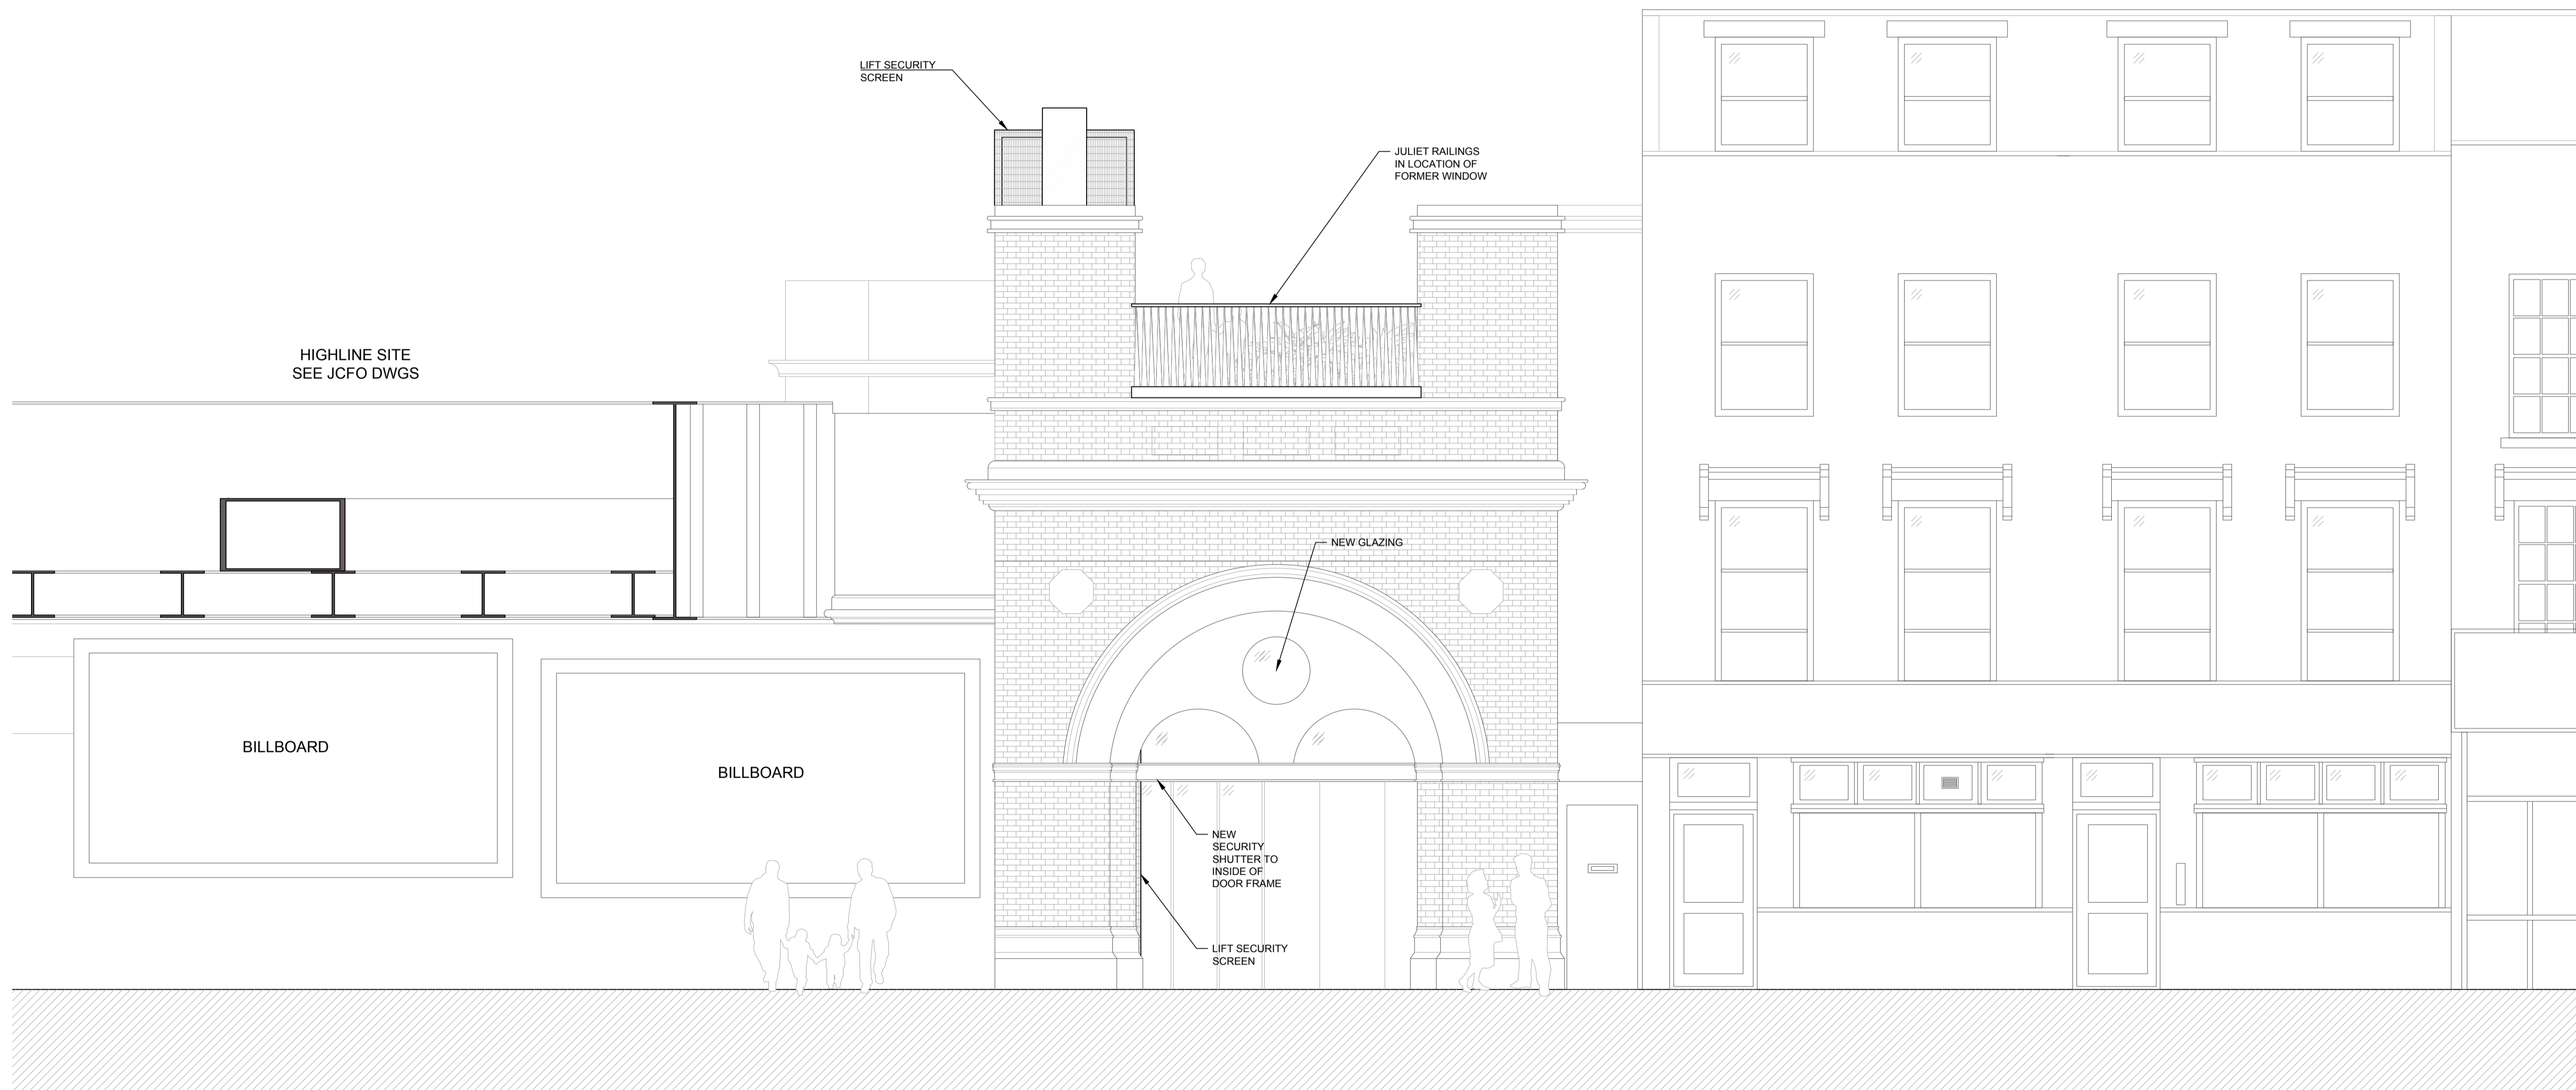 LIFT SECURITY
SCREEN
JULIET RAILINGS
IN LOCATION OF
FORMER WINDOW
HIGHLINE SITE
SEE JCFO DWGS
NEW GLAZING
BILLBOARD
BILLBOARD
NEW
SECURITY
SHUTTER TO
INSIDE OF
DOOR FRAME
LIFT SECURITY
SCREEN